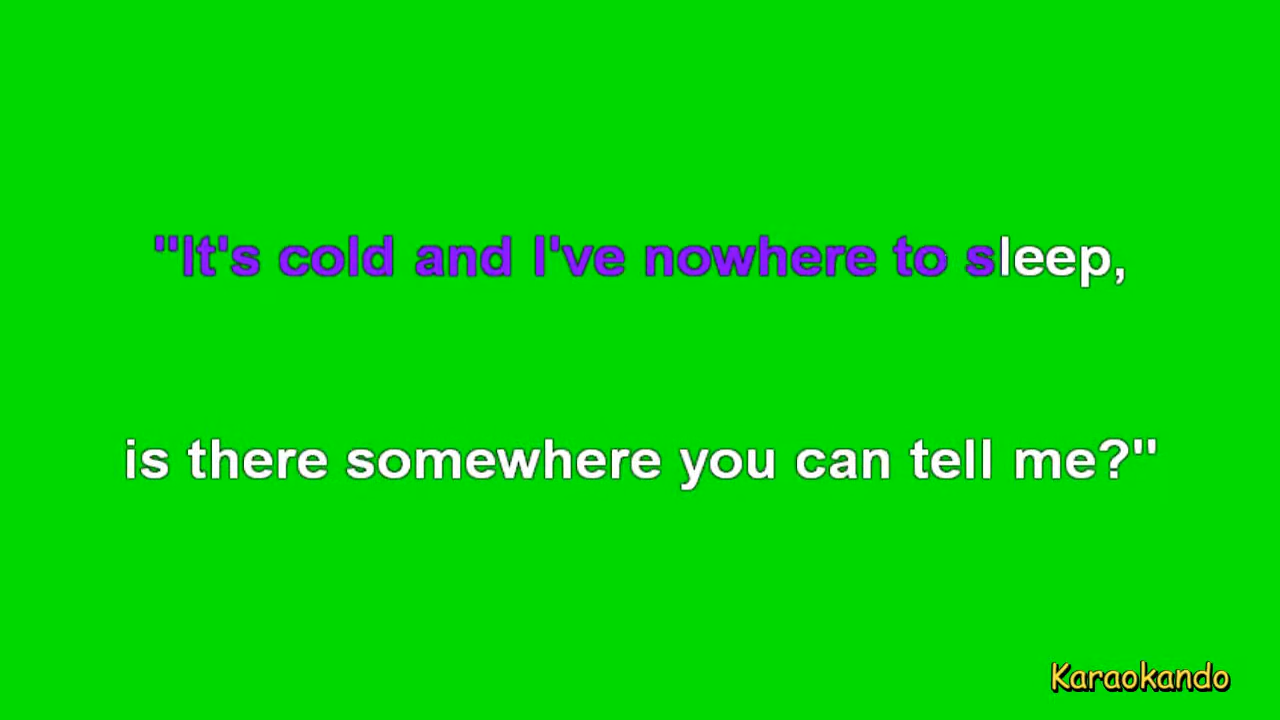 "It's cold and I've nowhere to sleep,
is there somewhere you can tell me?"
Karaokando